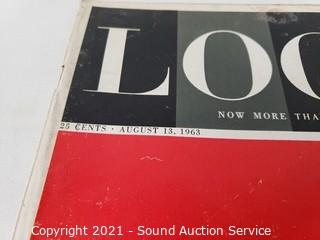 LOO
NOW MORE THA
25 CENTS · AUGUST 13, 1963
Copyright 2021 - Sound Auction Service